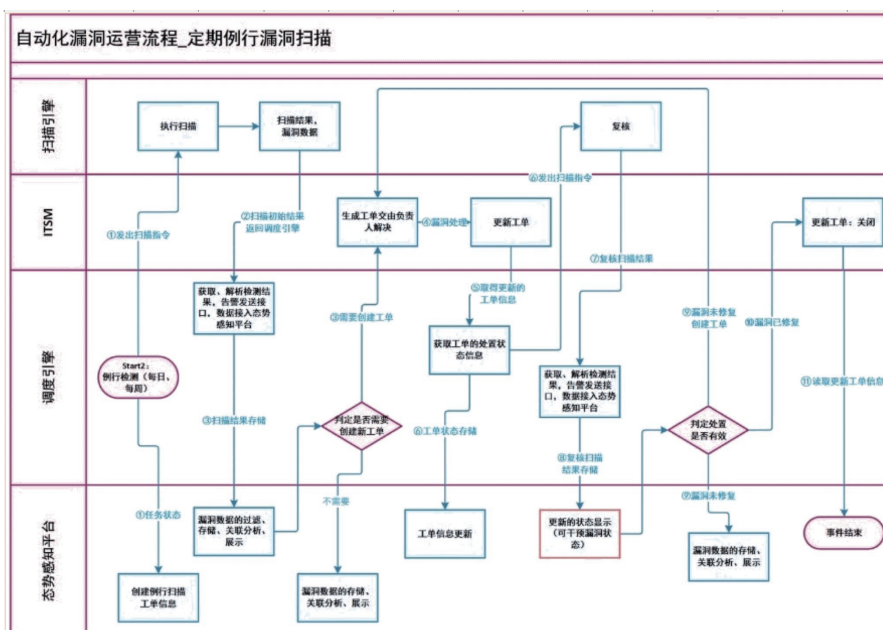 自动化漏洞运营流程_定期例行漏洞扫描
扫描引擎
执行扫描
扫描结果、
漏洞数据
复核
⑥发出扫描指令
ITSM
①发出扫描指令
②扫描初始结果
返回调度引擎
生成工单交由负责
人解决
④漏洞处理
更新工单
⑦复核扫描结果
更新工单：关闭
调度引擎
Start2：
例行检测（每日、
每周）
获取、解析检测结
果，告警发送接
口，数据接入态势
感知平台
③需要创建工单
⑤取得更新的
工单信息
获取工单的处置状
态信息
获取、解析检测结
果，告警发送接
口，数据接入态势
感知平台
⑨漏洞未修复
创建工单
⑩漏洞已修复
⑪读取更新工单信息
③扫描结果存储
判定是否需要
创建新工单
⑥工单状态存储
⑧复核扫描
结果存储
判定处置
是否有效
态势感知平台
①任务状态
创建例行扫描
工单信息
漏洞数据的过滤、
存储、关联分析、
展示
不需要
漏洞数据的存储、
关联分析、展示
工单信息更新
更新的状态显示
（可干预漏洞状
态）
⑨漏洞未修复
漏洞数据的存储、
关联分析、展示
事件结束